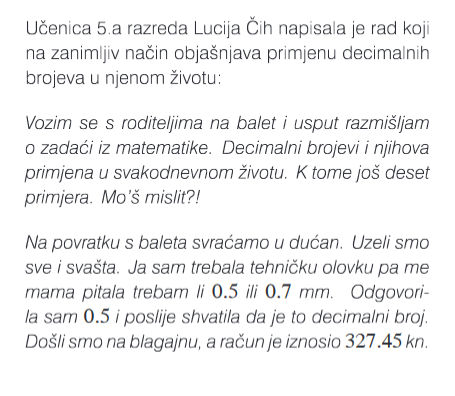 Učenica 5.a razreda Lucija Čih napisala je rad koji
na zanimljiv način objašnjava primjenu decimalnih
brojeva u njenom životu:
Vozim se s roditeljima na balet i usput razmišljam
o zadaći iz matematike. Decimalni brojevi i njihova
primjena u svakodnevnom životu. K tome još deset
primjera. Mo'š mislit?!
Na povratku s baleta svraćamo u dućan. Uzeli smo
sve i svašta. Ja sam trebala tehničku olovku pa me
mama pitala trebam li 0.5 ili 0.7 mm. Odgovori-
la sam 0.5 i poslije shvatila da je to decimalni broj.
Došli smo na blagajnu, a račun je iznosio 327.45 kn.